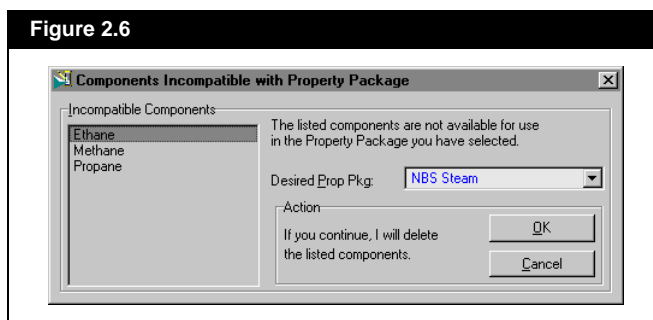 Figure 2.6
Components Incompatible with Property Package
Incompatible Components
Ethane
Methane
Propane
The listed components are not available for use
in the Property Package you have selected.
Desired Prop Pkg:
NBS Steam
Action
If you continue, I will delete
the listed components.
OK
Cancel